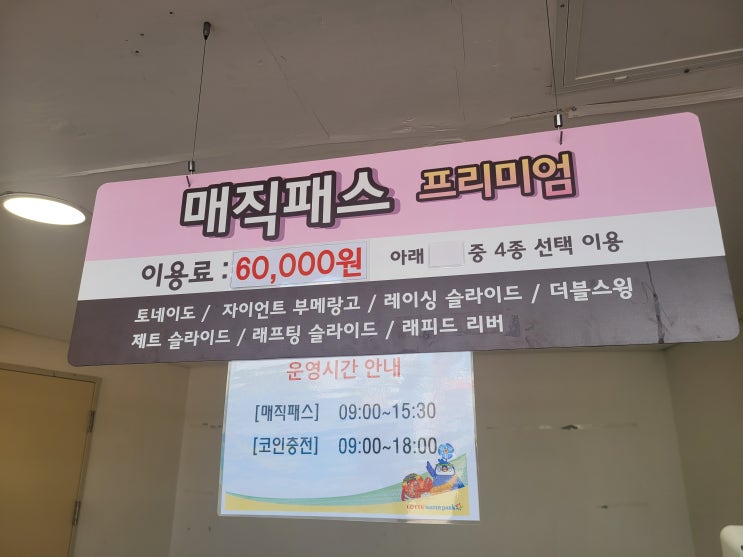 매직패스 프리미엄
이용료 : 60,000원 아래 중 4종 선택 이용
토네이도 / 자이언트 부메랑고 / 레이싱 슬라이드 / 더블스윙
제트 슬라이드 / 래프팅 슬라이드 / 래피드 리버
운영시간 안내
[매직패스] 09:00~15:30
[코인충전] 09:00~18:00
LOTTE WATER PARK